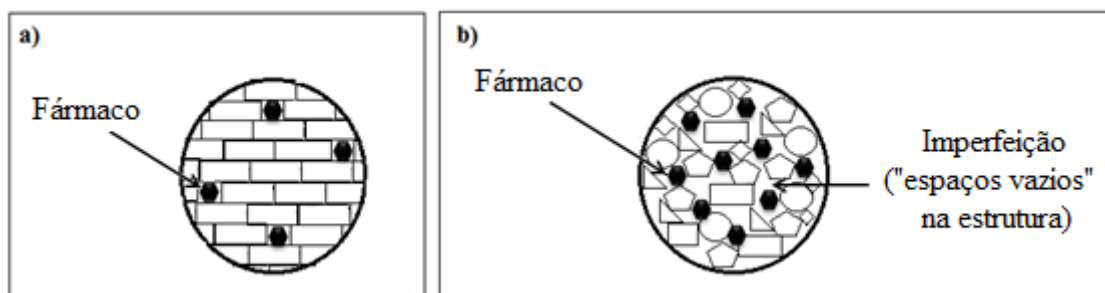 a)
Fármaco
b)
Fármaco
Imperfeição
("espaços vazios"
na estrutura)